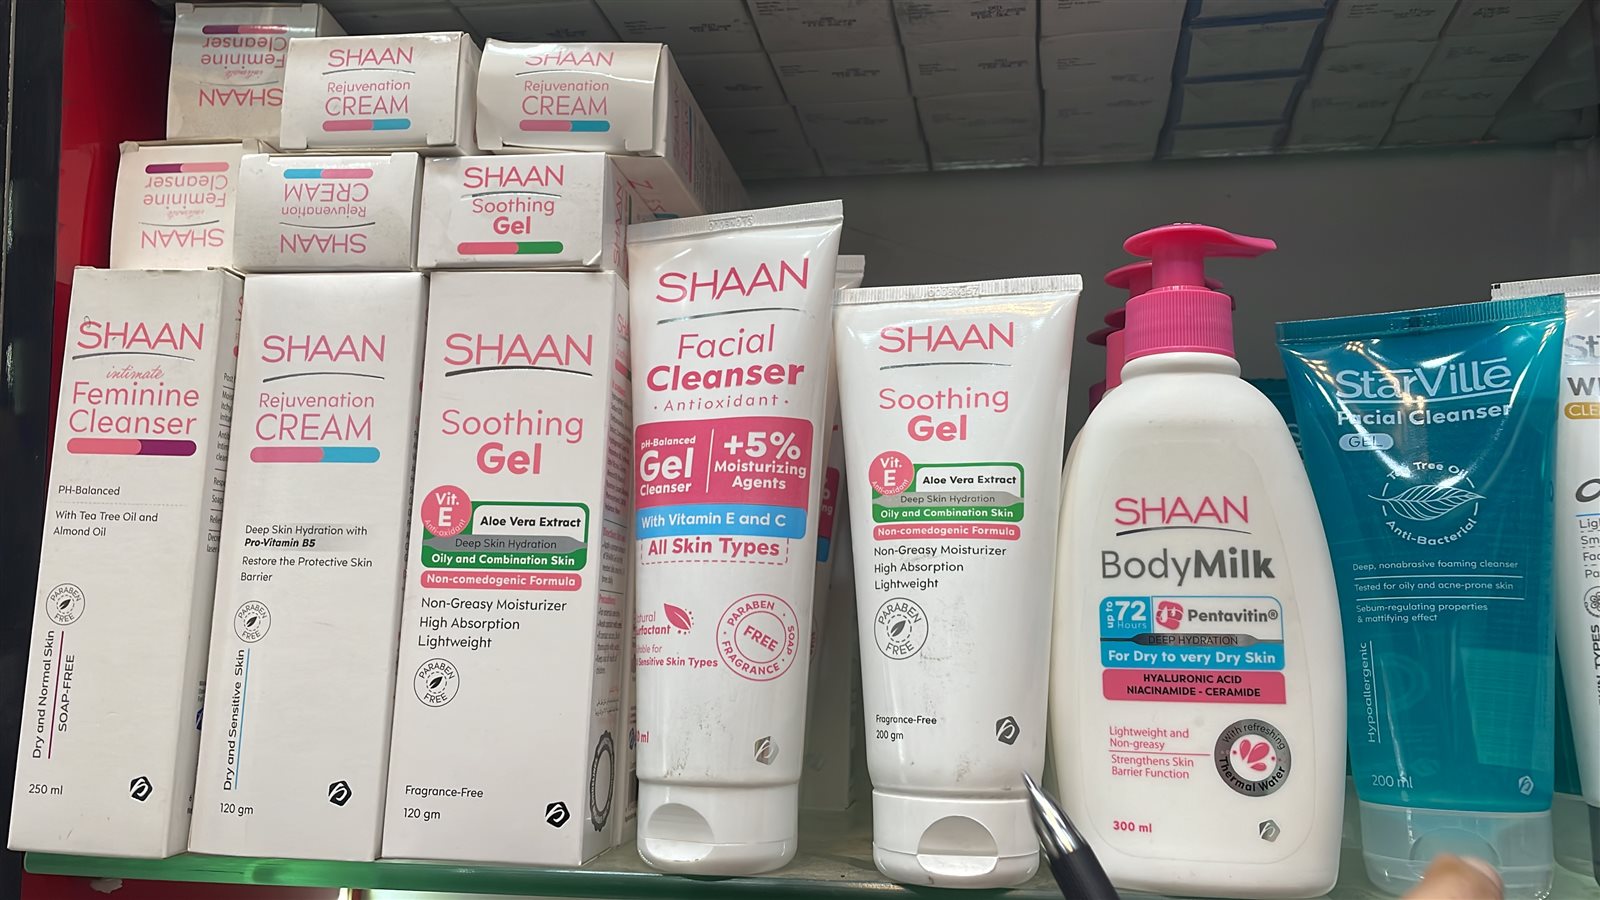 SHAAN
intimate
Feminine
Cleanser
SHAAN
Rejuvenation
CREAM
SHAAN
Rejuvenation
CREAM
SHAAN
intimate
Feminine
Cleanser
SHAAN
Rejuvenation
CREAM
SHAAN
Soothing
Gel
SHAAN
intimate
Feminine
Cleanser
PH-Balanced
With Tea Tree Oil and
Almond Oil
PARABEN
FREE
Dry and Normal Skin
SOAP-FREE
250 ml
SHAAN
Rejuvenation
CREAM
Deep Skin Hydration with
Pro-Vitamin B5
Restore the Protective Skin
Barrier
PARABEN
FREE
Dry and Sensitive Skin
120 gm
SHAAN
Soothing
Gel
Vit.
E
Anti-oxidant
Aloe Vera Extract
Deep Skin Hydration
Oily and Combination Skin
Non-comedogenic Formula
Non-Greasy Moisturizer
High Absorption
Lightweight
PARABEN
FREE
Fragrance-Free
120 gm
SHAAN
Facial
Cleanser
· Antioxidant ·
pH-Balanced
Gel
Cleanser
+5%
Moisturizing
Agents
With Vitamin E and C
All Skin Types
Sensitive Skin Types
PARABEN
SOAP
FREE
FRAGRANCE
ml
SHAAN
Soothing
Gel
Vit.
E
Anti-oxidant
Aloe Vera Extract
Deep Skin Hydration
Oily and Combination Skin
Non-comedogenic Formula
Non-Greasy Moisturizer
High Absorption
Lightweight
PARABEN
FREE
Fragrance-Free
200 gm
SHAAN
BodyMilk
up to
72
Hours
Pentavitin®
DEEP HYDRATION
For Dry to very Dry Skin
HYALURONIC ACID
NIACINAMIDE - CERAMIDE
Lightweight and
Non-greasy
Strengthens Skin
Barrier Function
With refreshing
Thermal Water
300 ml
StarVillē
Facial Cleanser
GEL
Tea Tree Oil
Anti-Bacterial
Deep, nonabrasive foaming cleanser
Tested for oily and acne-prone skin
Sebum-regulating properties
& mattifying effect
Hypoallergenic
200 ml